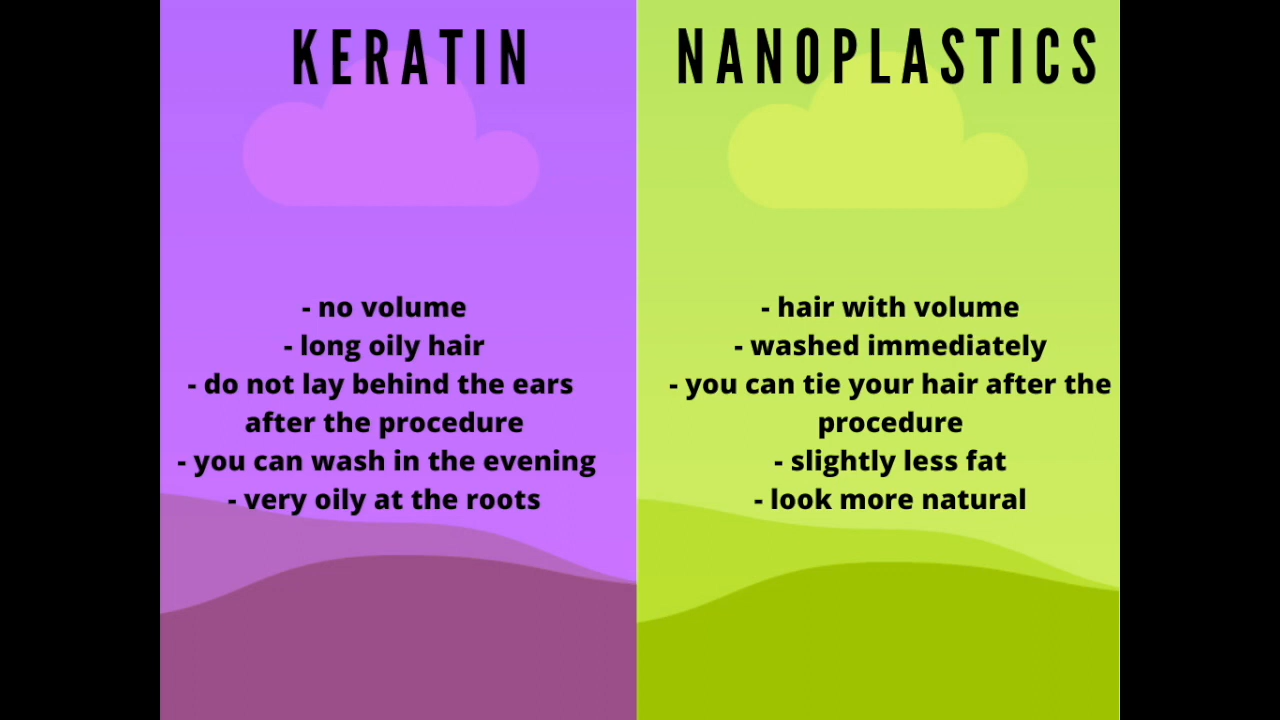 KERATIN
- no volume
- long oily hair
- do not lay behind the ears
after the procedure
- you can wash in the evening
- very oily at the roots
NANOPLASTICS
- hair with volume
- washed immediately
- you can tie your hair after the
procedure
- slightly less fat
- look more natural